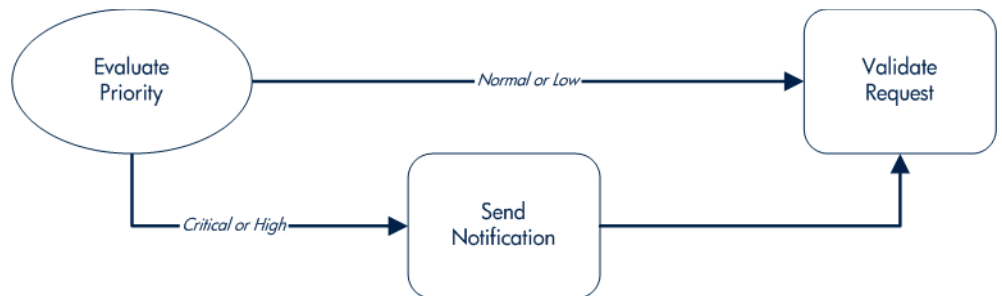 Evaluate
Priority
Normal or Low
Validate
Request
Critical or High
Send
Notification